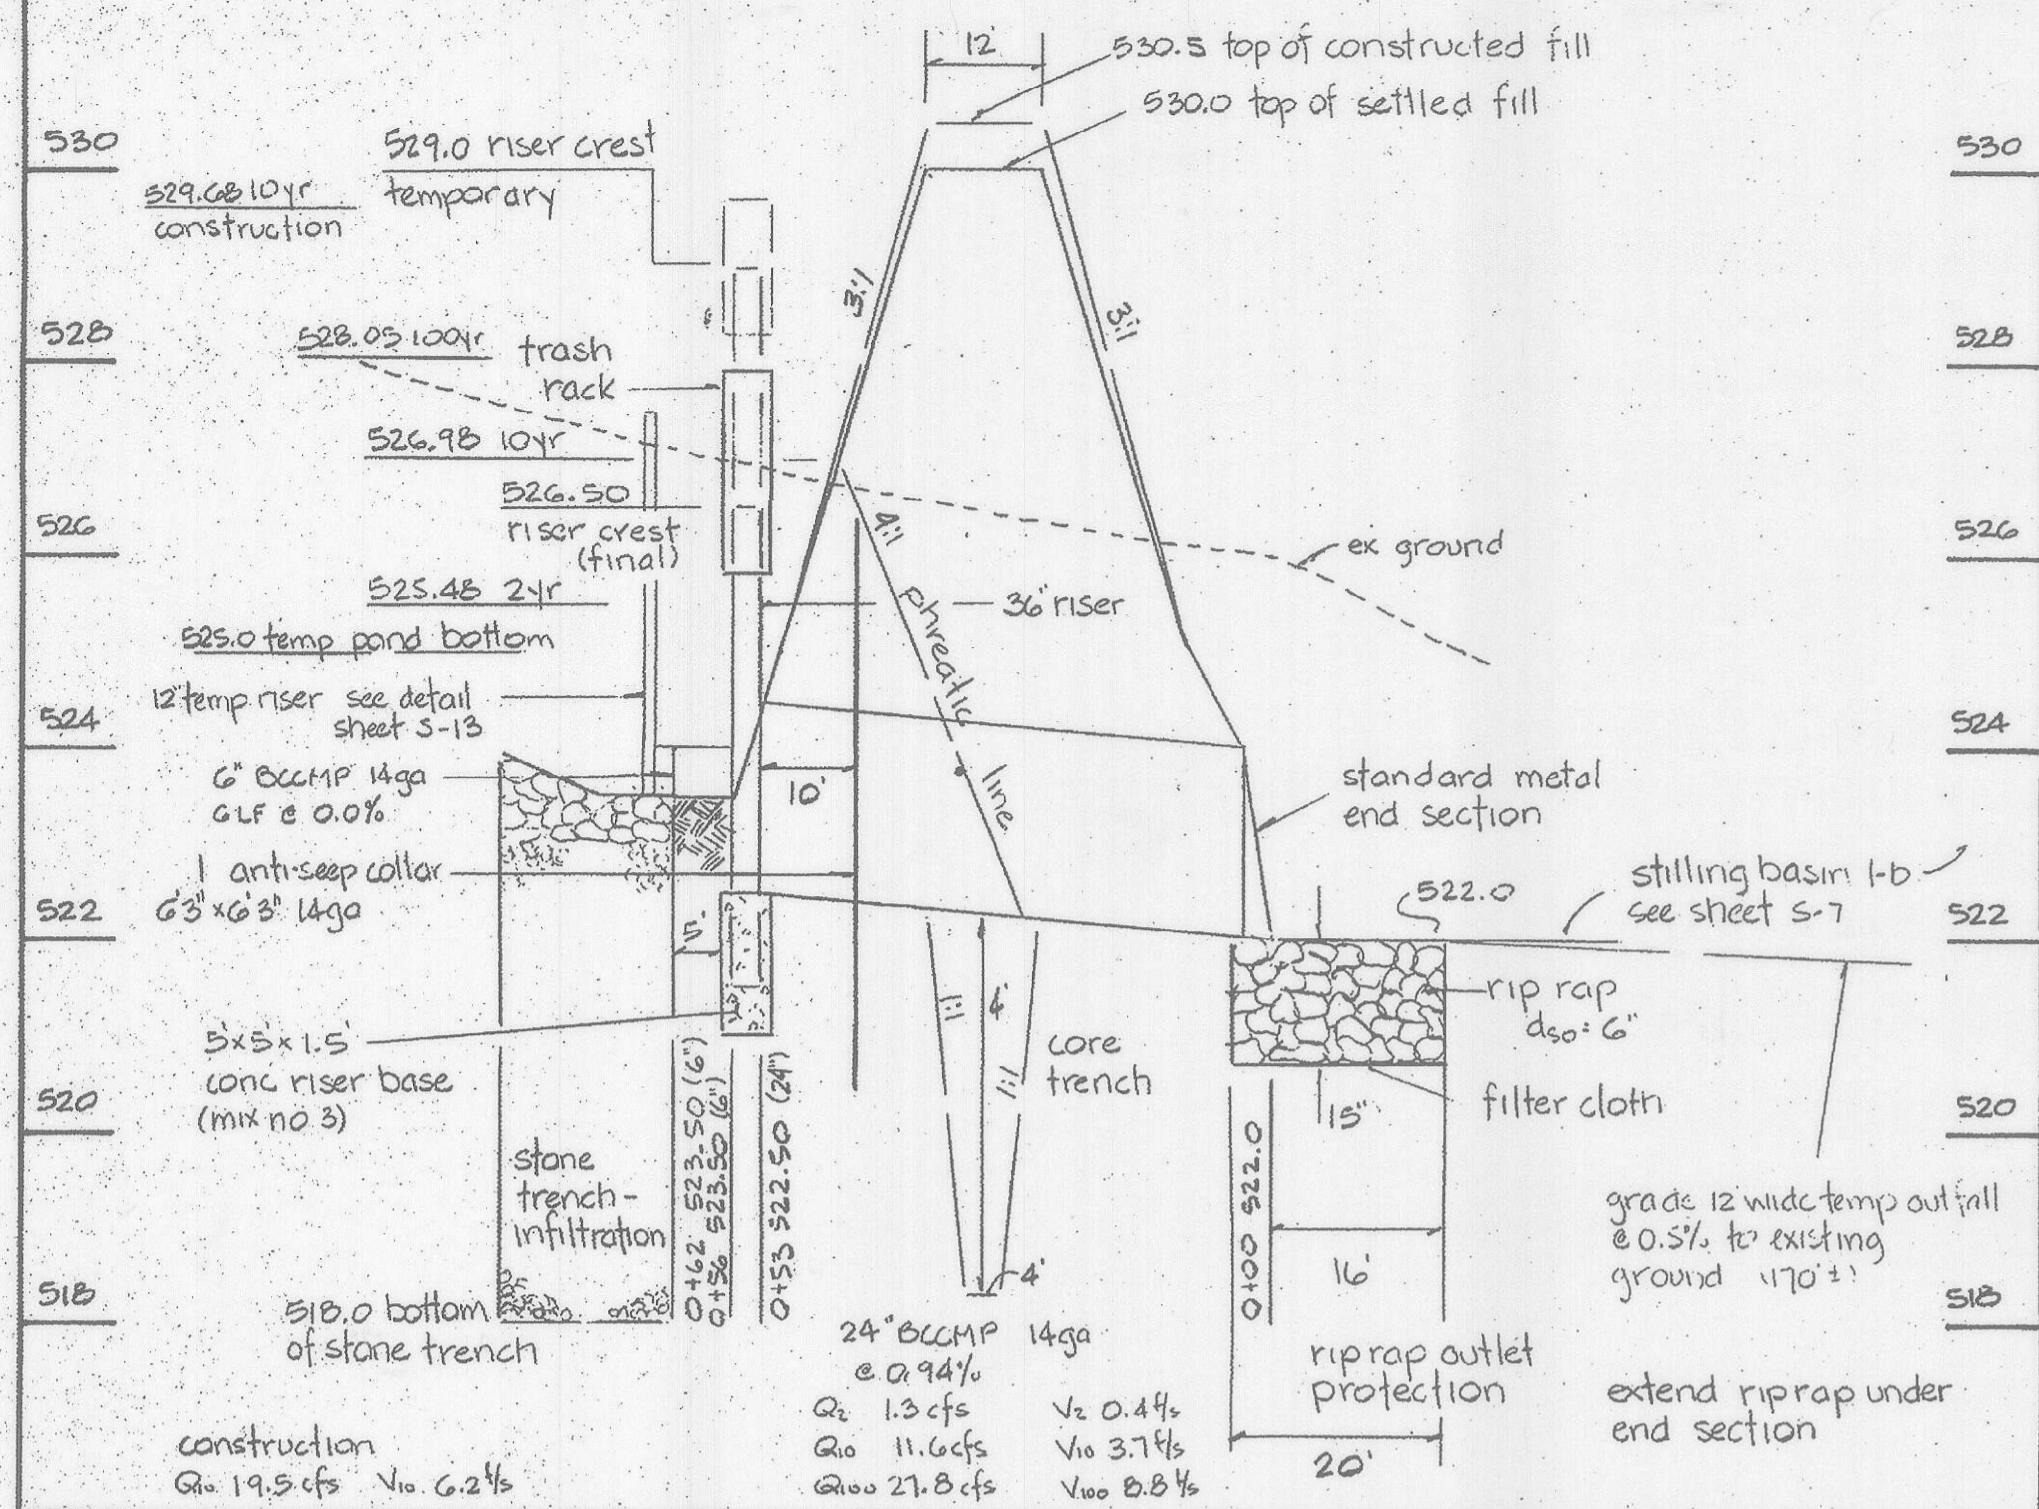 12'
530.5 top of constructed fill
530.0 top of settled fill
530
529.0 riser crest
temporary
529.68 10yr
construction
530
3:1
3:1
528
528.05 100yr
trash
rack
528
526.98 10yr
526.50
riser crest
(final)
526
4:1
ex ground
526
525.48 2yr
36" riser
525.0 temp pond bottom
phreatic
line
12" temp riser see detail
sheet S-13
524
524
6" BCCMP 14ga
6LF @ 0.0%
10'
standard metal
end section
1 anti-seep collar
6'3" x 6'3" 14ga
522
5'
522.0
stilling basin 1-D
see sheet S-7
522
1:1
4'
1:1
rip rap
d50 = 6"
5'x5'x1.5'
conc riser base
(mix no 3)
core
trench
520
filter cloth
15"
520
stone
trench-
infiltration
0+62 523.50 (6")
0+56 523.50 (6")
0+53 522.50 (24")
0+00 522.0
grade 12' wide temp outfall
@ 0.5% to existing
ground (170'±)
16'
4'
518
518.0 bottom
of stone trench
518
24" BCCMP 14ga
@ 0.94%
Q2 1.3 cfs V2 0.4 f/s
Q10 11.6 cfs V10 3.7 f/s
Q100 27.8 cfs V100 8.8 f/s
rip rap outlet
protection
20'
extend rip rap under
end section
construction
Q10 19.5 cfs V10 6.2 f/s